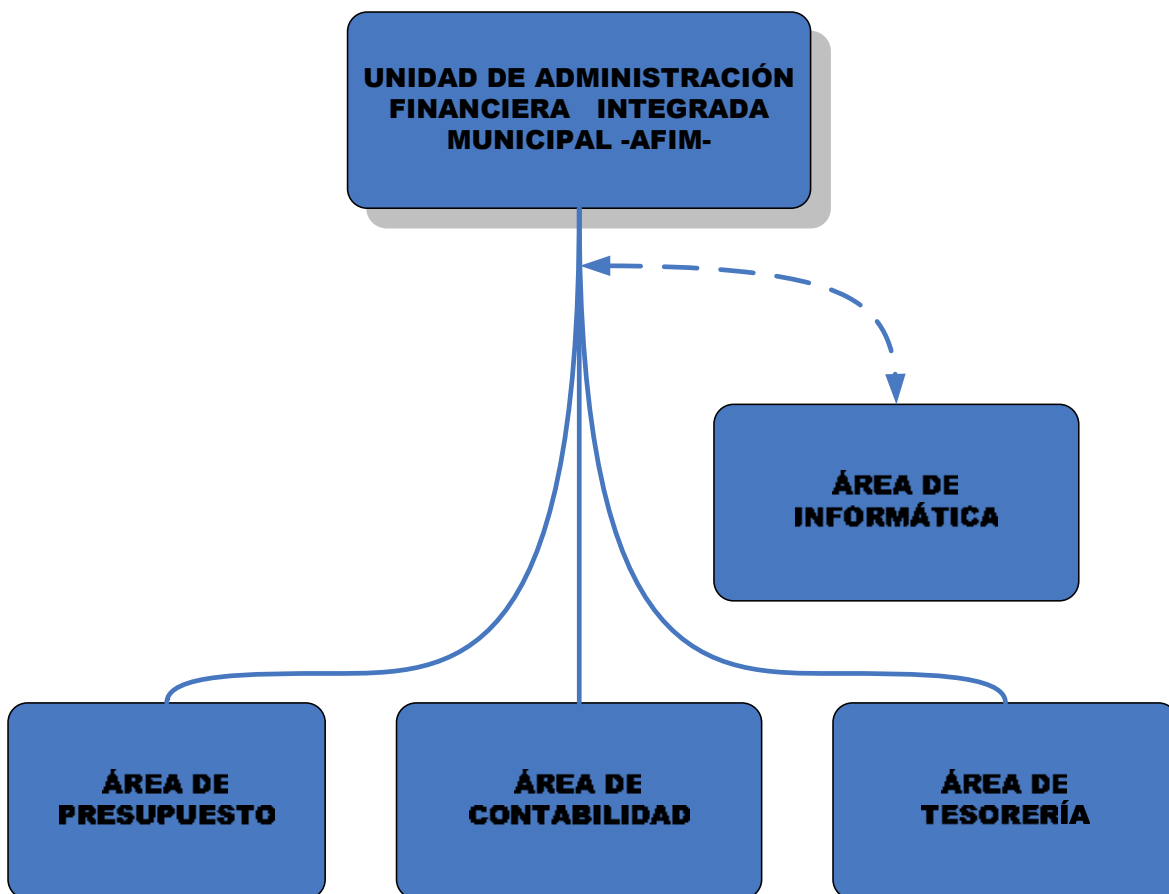 UNIDAD DE ADMINISTRACIÓN
FINANCIERA INTEGRADA
MUNICIPAL -AFIM-
ÁREA DE
INFORMÁTICA
ÁREA DE
PRESUPUESTO
ÁREA DE
CONTABILIDAD
ÁREA DE
TESORERÍA